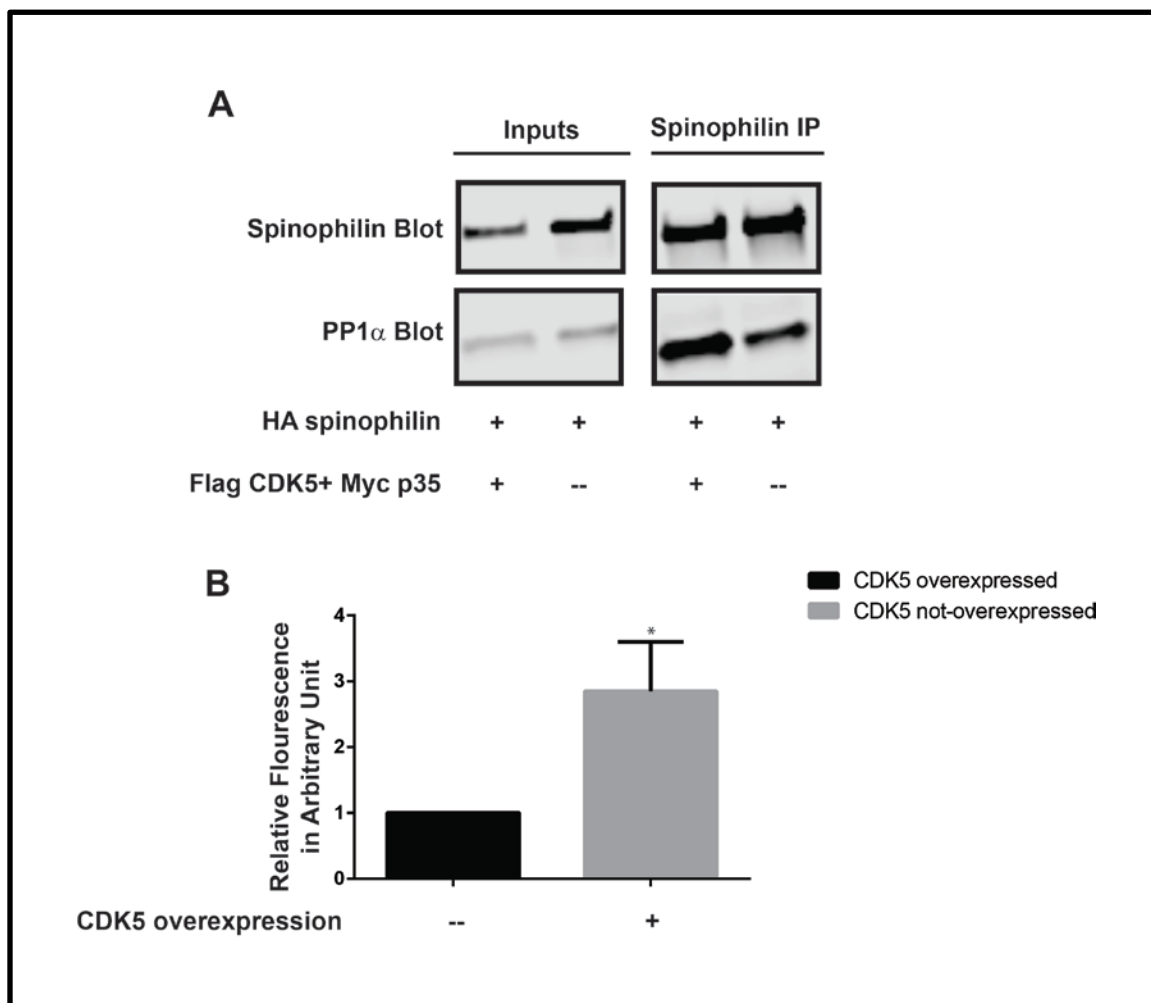 A
Inputs
Spinophilin IP
Spinophilin Blot
PP1α Blot
HA spinophilin + + + +
Flag CDK5+ Myc p35 + -- + --
B
CDK5 overexpressed
CDK5 not-overexpressed
Relative Flourescence
in Arbitrary Unit
4
3
2
1
0
*
CDK5 overexpression -- +